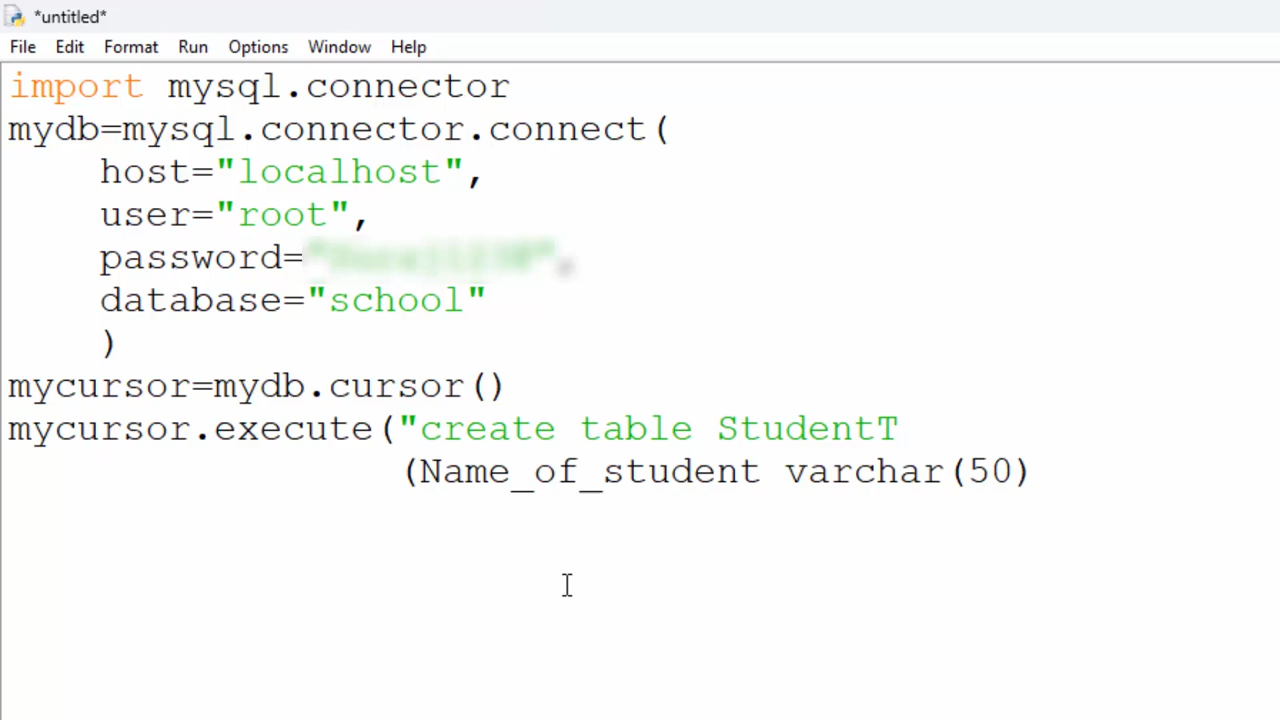 *untitled*
File Edit Format Run Options Window Help
import mysql.connector
mydb=mysql.connector.connect(
host="localhost",
user="root",
password=
database="school"
)
mycursor=mydb.cursor()
mycursor.execute("create table StudentT
(Name_of_student varchar(50)